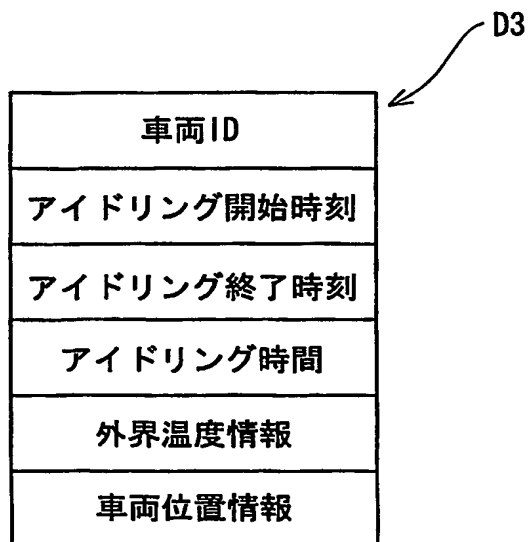 D3
車両ID
アイドリング開始時刻
アイドリング終了時刻
アイドリング時間
外界温度情報
車両位置情報